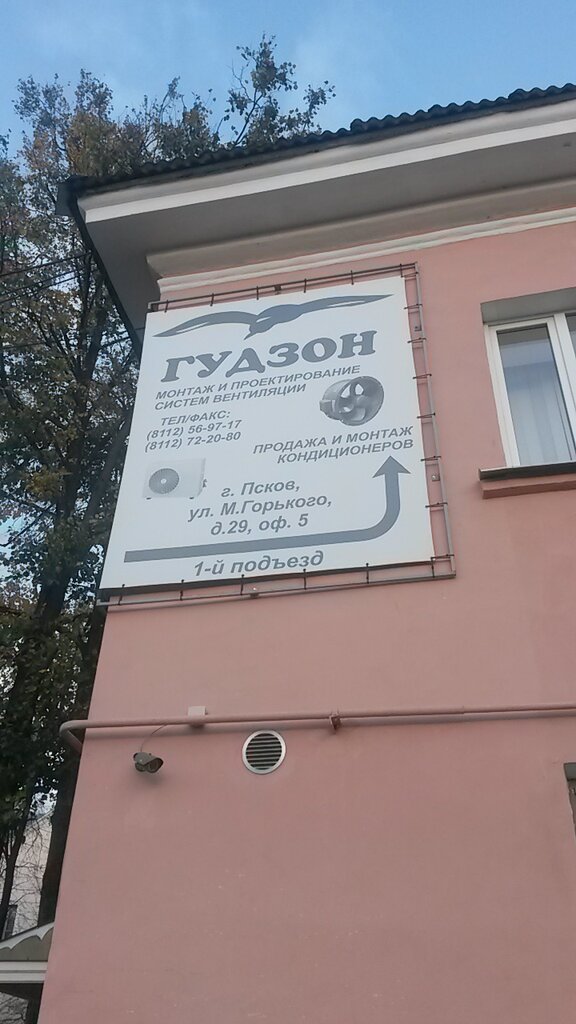 ГУДЗОН
МОНТАЖ И ПРОЕКТИРОВАНИЕ
СИСТЕМ ВЕНТИЛЯЦИИ
ТЕЛ/ФАКС:
(8112) 56-97-17
(8112) 72-20-80
ПРОДАЖА И МОНТАЖ
КОНДИЦИОНЕРОВ
г. Псков,
ул. М.Горького,
д.29, оф. 5
1-й подъезд